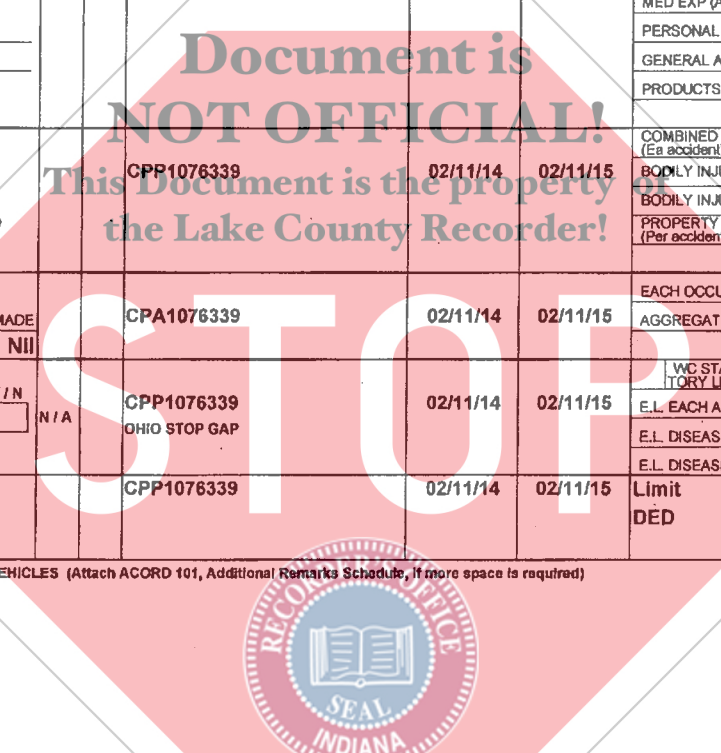 MED EXP (A
PERSONAL
GENERAL A
PRODUCTS
Document is
NOT OFFICIAL!
This Document is the property of
the Lake County Recorder!
COMBINED
(Ea accident
CPP1076339 02/11/14 02/11/15 BODILY INJU
BODILY INJU
PROPERTY
(Per accident
EACH OCCU
MADE CPA1076339 02/11/14 02/11/15 AGGREGAT
Nil
WC STA
TORY LI
/ N
N / A CPP1076339 02/11/14 02/11/15 E.L. EACH A
OHIO STOP GAP E.L. DISEAS
E.L. DISEAS
CPP1076339 02/11/14 02/11/15 Limit
DED
STOP
EHICLES (Attach ACORD 101, Additional Remarks Schedule, if more space is required)
RECORDER'S OFFICE
SEAL
INDIANA